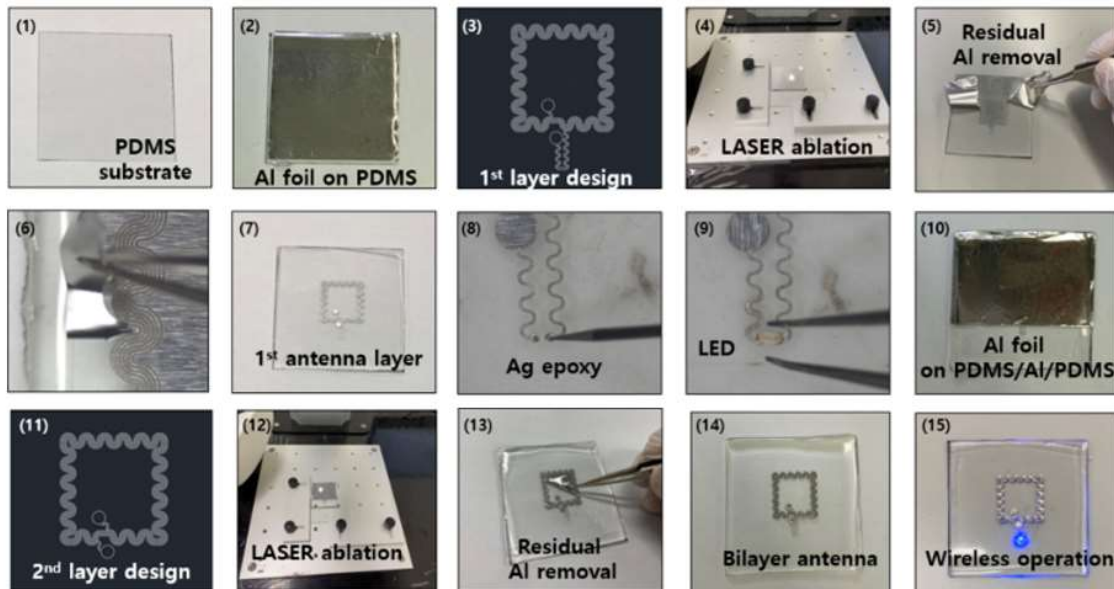 (1)
PDMS
substrate
(2)
Al foil on PDMS
(3)
1st layer design
(4)
LASER ablation
(5)
Residual
Al removal
(6)
(7)
1st antenna layer
(8)
Ag epoxy
(9)
LED
(10)
Al foil
on PDMS/Al/PDMS
(11)
2nd layer design
(12)
LASER ablation
(13)
Residual
Al removal
(14)
Bilayer antenna
(15)
Wireless operation